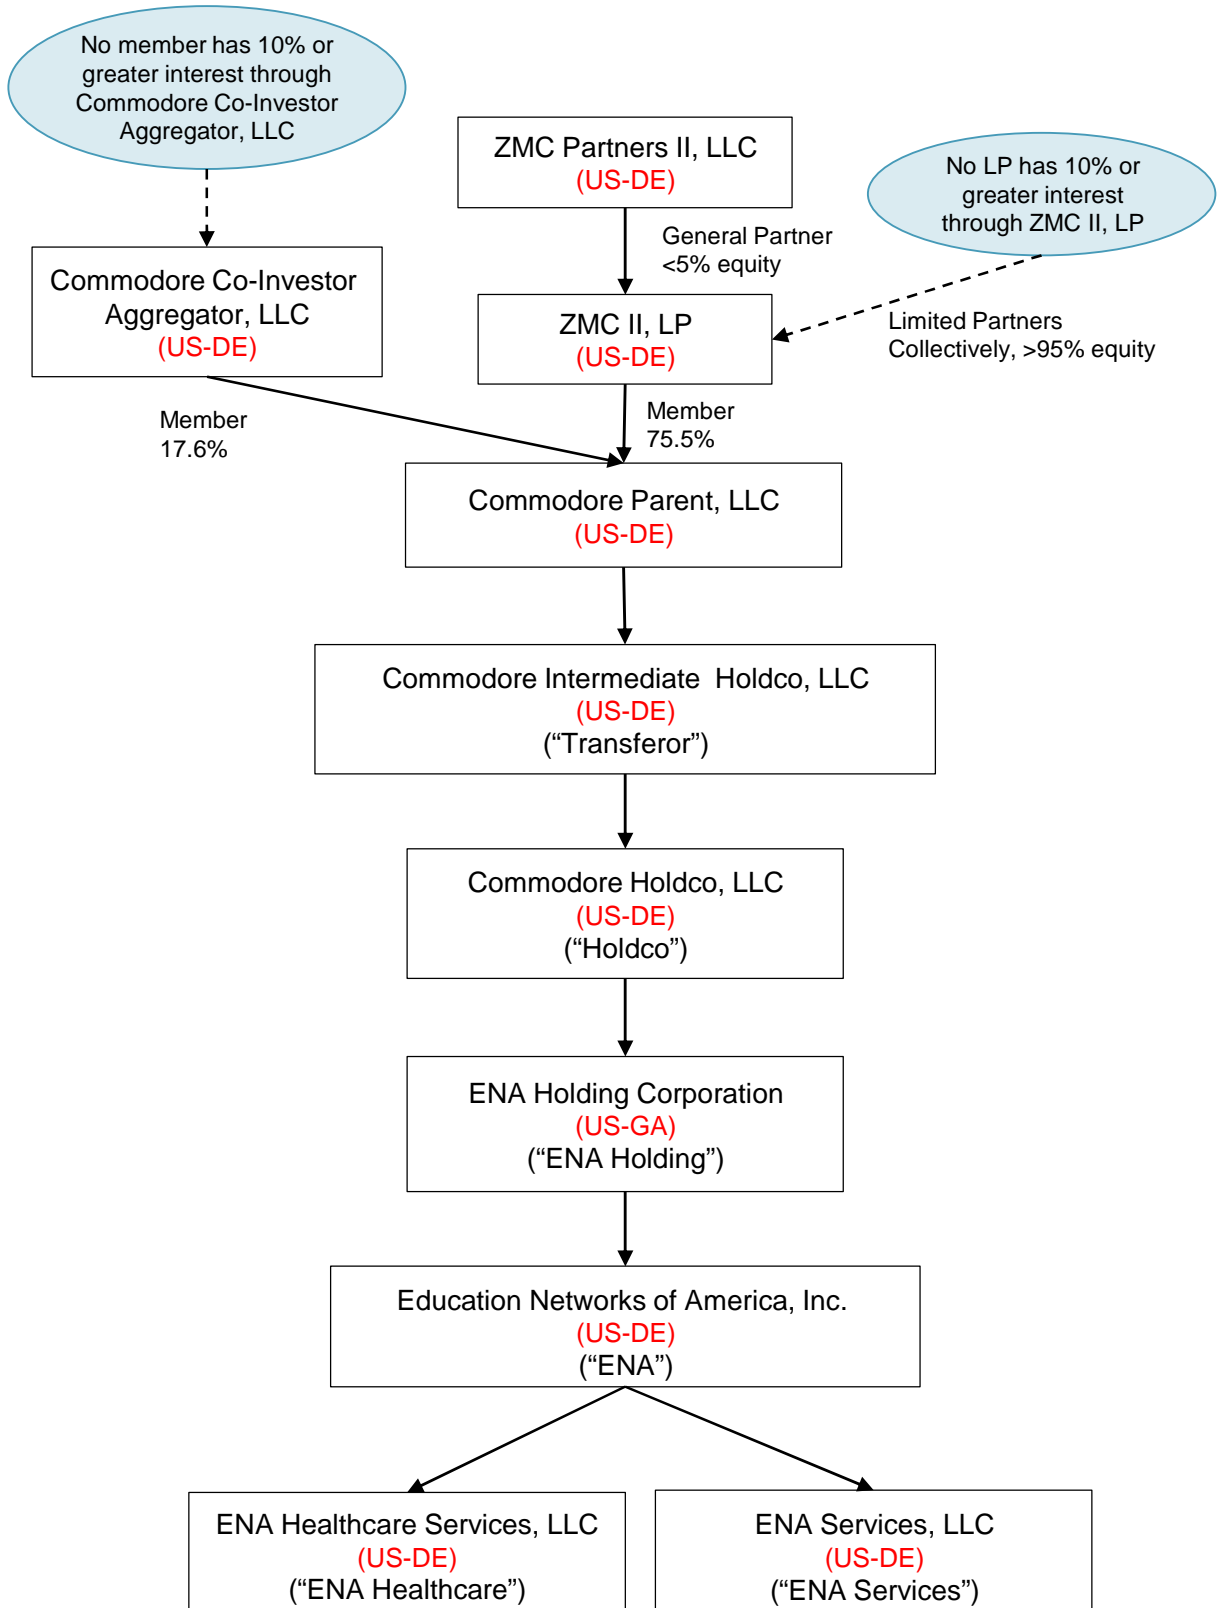 No member has 10% or
greater interest through
Commodore Co-Investor
Aggregator, LLC
ZMC Partners II, LLC
(US-DE)
No LP has 10% or
greater interest
through ZMC II, LP
General Partner
<5% equity
Commodore Co-Investor
Aggregator, LLC
(US-DE)
ZMC II, LP
(US-DE)
Limited Partners
Collectively, >95% equity
Member
17.6%
Member
75.5%
Commodore Parent, LLC
(US-DE)
Commodore Intermediate  Holdco, LLC
(US-DE)
(“Transferor”)
Commodore Holdco, LLC
(US-DE)
(“Holdco”)
ENA Holding Corporation
(US-GA)
(“ENA Holding”)
Education Networks of America, Inc.
(US-DE)
(“ENA”)
ENA Healthcare Services, LLC
(US-DE)
(“ENA Healthcare”)
ENA Services, LLC
(US-DE)
(“ENA Services”)